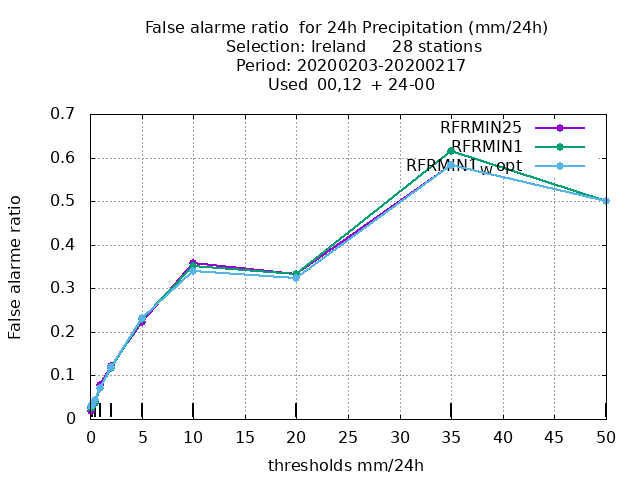 False alarme ratio  for 24h Precipitation (mm/24h)
Selection: Ireland     28 stations
Period: 20200203-20200217
Used  00,12  + 24-00
RFRMIN25
RFRMIN1
RFRMIN1wopt
False alarme ratio
0.7
0.6
0.5
0.4
0.3
0.2
0.1
0
0 5 10 15 20 25 30 35 40 45 50
thresholds mm/24h